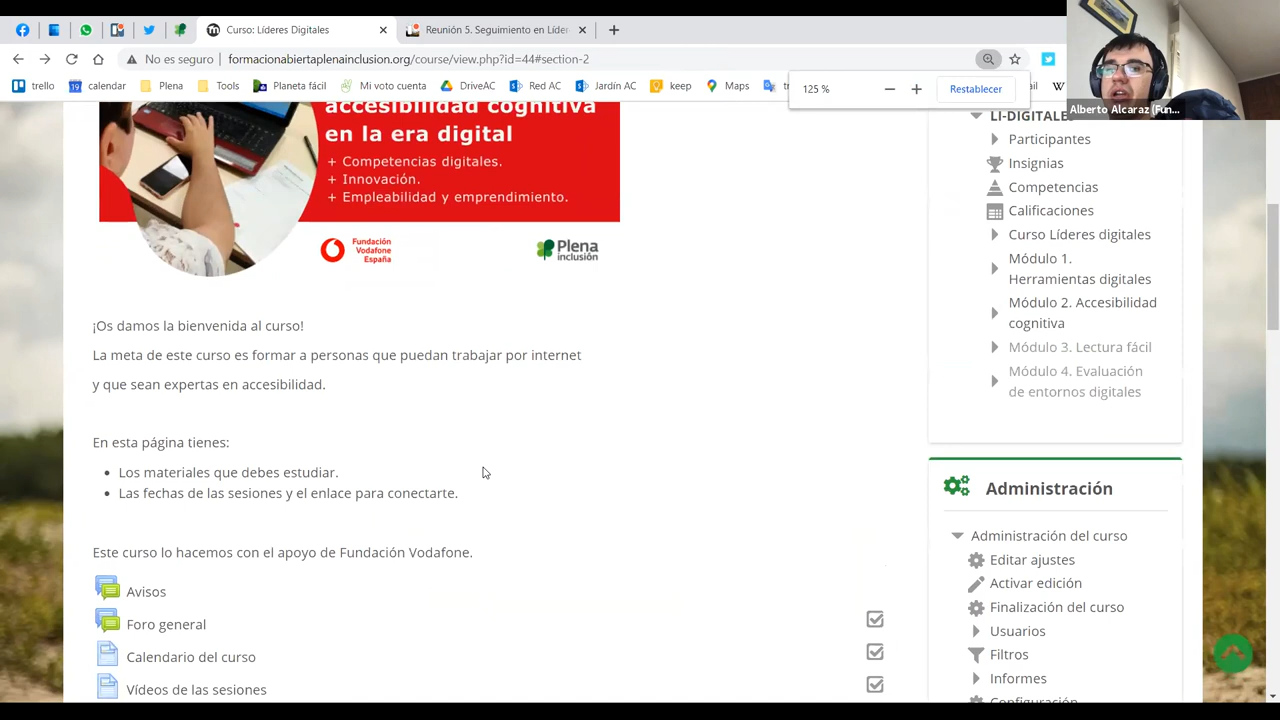 Curso: Líderes Digitales
Reunión 5. Seguimiento en Líder
No es seguro
formacionabiertaplenainclusion.org/course/view.php?id=44#section-2
trello
calendar
Plena
Tools
Planeta fácil
Mi voto cuenta
DriveAC
Red AC
Jardín AC
keep
Maps
125 %
Restablecer
Alberto Alcaraz (Fun...
accesibilidad cognitiva
en la era digital
+ Competencias digitales.
+ Innovación.
+ Empleabilidad y emprendimiento.
Fundación
Vodafone
España
Plena
inclusión
¡Os damos la bienvenida al curso!
La meta de este curso es formar a personas que puedan trabajar por internet
y que sean expertas en accesibilidad.
En esta página tienes:
Los materiales que debes estudiar.
Las fechas de las sesiones y el enlace para conectarte.
Este curso lo hacemos con el apoyo de Fundación Vodafone.
Avisos
Foro general
Calendario del curso
Vídeos de las sesiones
LI-DIGITALES
Participantes
Insignias
Competencias
Calificaciones
Curso Líderes digitales
Módulo 1.
Herramientas digitales
Módulo 2. Accesibilidad
cognitiva
Módulo 3. Lectura fácil
Módulo 4. Evaluación
de entornos digitales
Administración
Administración del curso
Editar ajustes
Activar edición
Finalización del curso
Usuarios
Filtros
Informes
Configuración